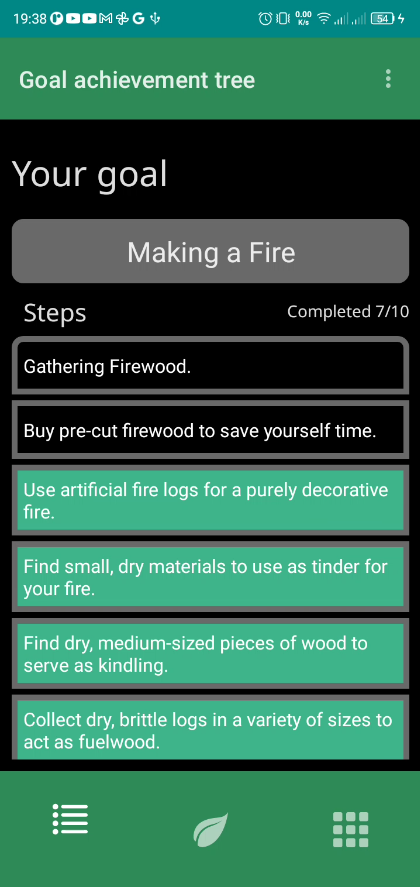 19:38
0.00
K/s
54
Goal achievement tree
Your goal
Making a Fire
Steps
Completed 7/10
Gathering Firewood.
Buy pre-cut firewood to save yourself time.
Use artificial fire logs for a purely decorative
fire.
Find small, dry materials to use as tinder for
your fire.
Find dry, medium-sized pieces of wood to
serve as kindling.
Collect dry, brittle logs in a variety of sizes to
act as fuelwood.